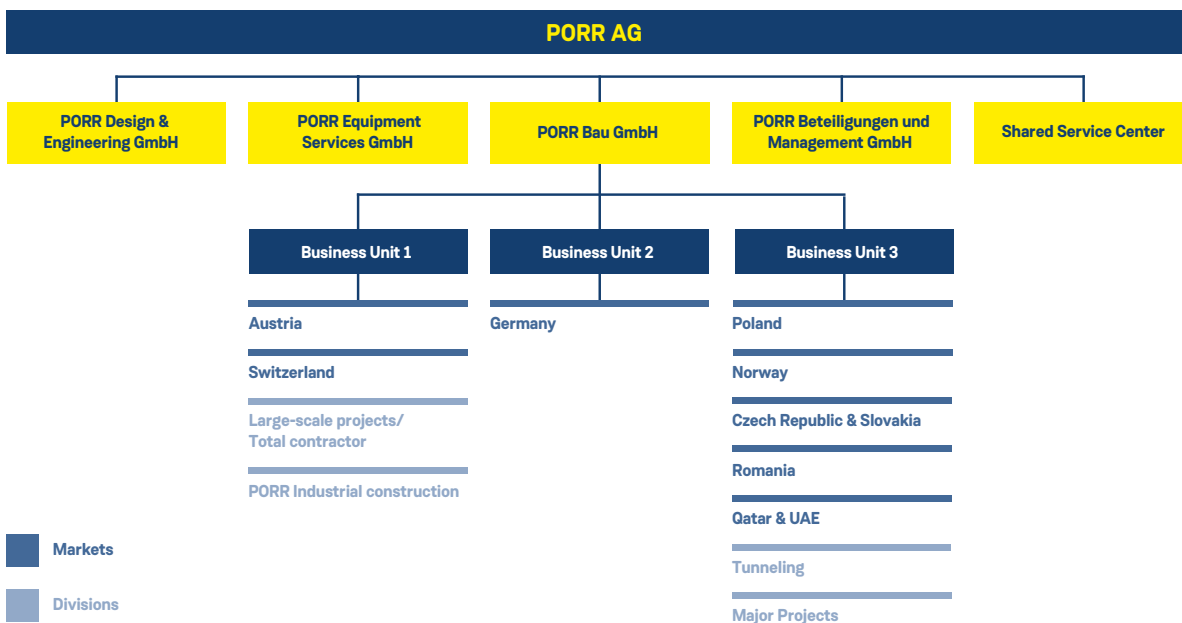 PORR AG
PORR Design &
Engineering GmbH
PORR Equipment
Services GmbH
PORR Bau GmbH
PORR Beteiligungen und
Management GmbH
Shared Service Center
Business Unit 1
Business Unit 2
Business Unit 3
Austria
Switzerland
Large-scale projects/
Total contractor
PORR Industrial construction
Germany
Poland
Norway
Czech Republic & Slovakia
Romania
Qatar & UAE
Tunneling
Major Projects
Markets
Divisions